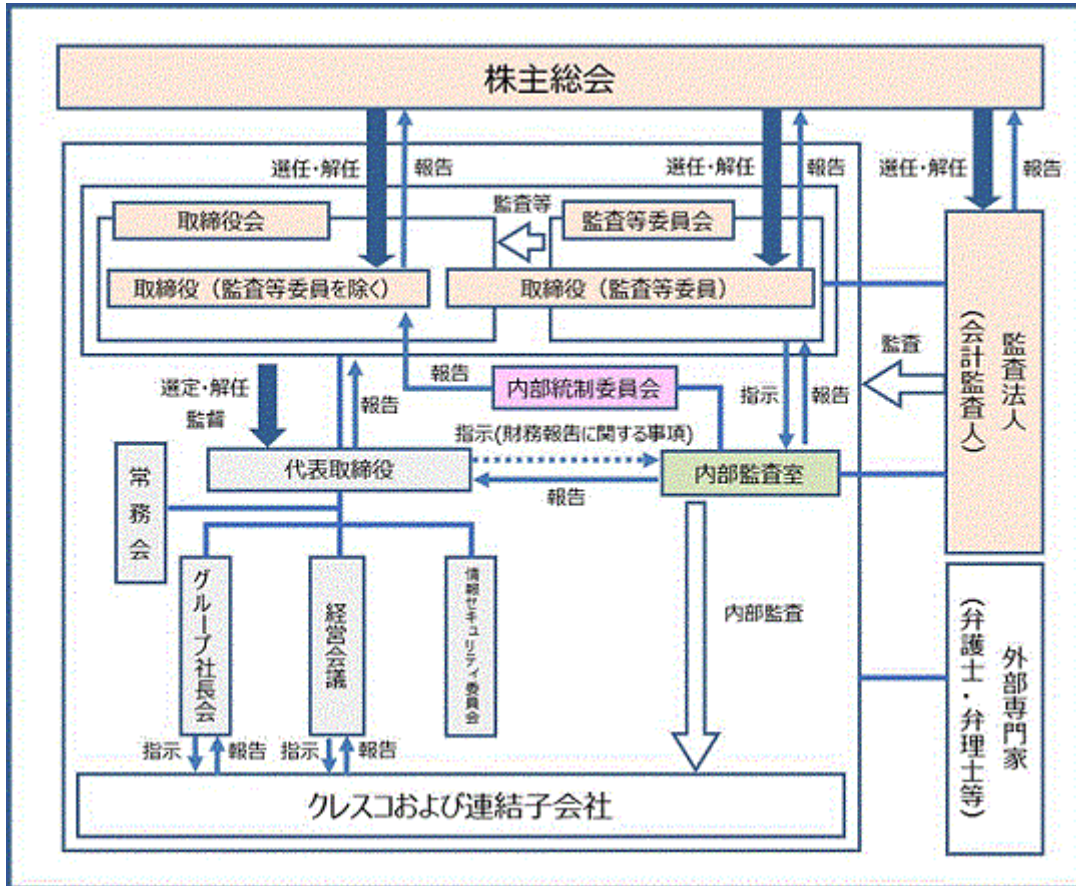 株主総会
選任・解任
報告
選任・解任
報告
選任・解任
報告
取締役会
監査等
監査等委員会
取締役（監査等委員を除く）
取締役（監査等委員）
監査法人
（会計監査人）
監査
選定・解任
監督
報告
報告
内部統制委員会
指示
報告
指示(財務報告に関する事項)
代表取締役
報告
内部監査室
常務会
グループ社長会
経営会議
情報セキュリティ委員会
内部監査
外部専門家
（弁護士・弁理士等）
指示
報告
指示
報告
クレスコおよび連結子会社